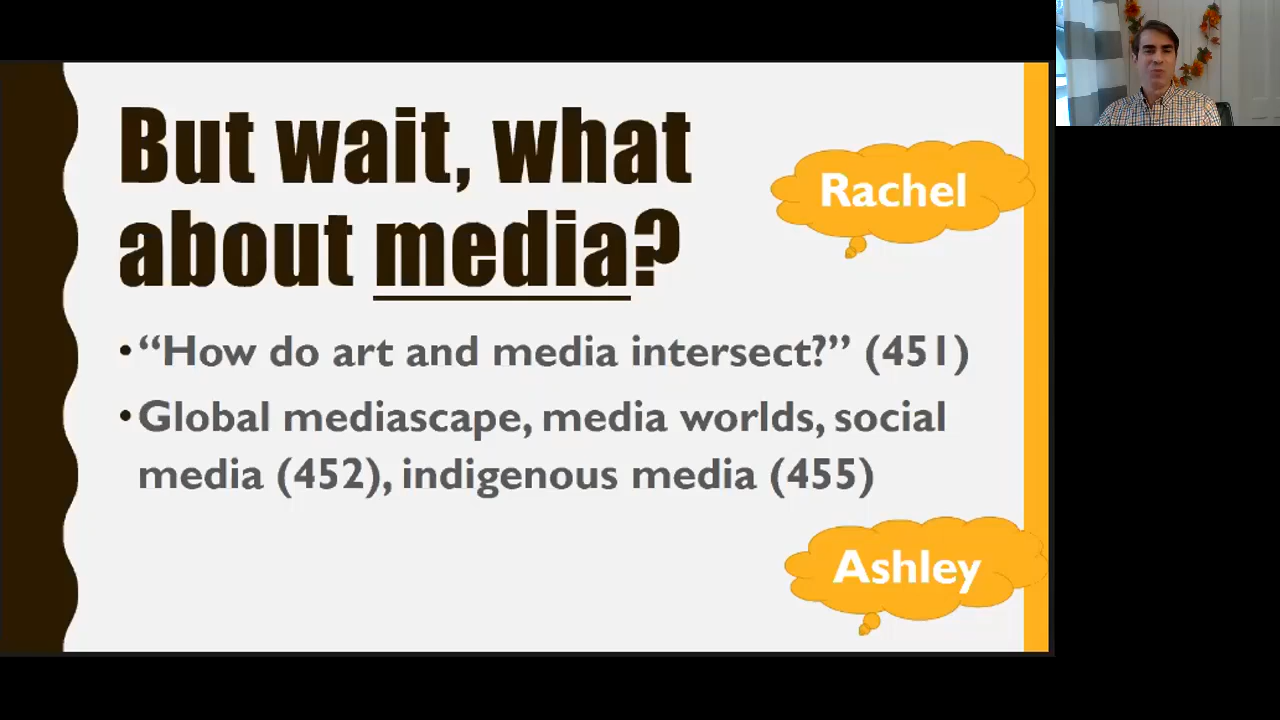 But wait, what
about media?
Rachel
• “How do art and media intersect?” (451)
• Global mediascape, media worlds, social
media (452), indigenous media (455)
Ashley